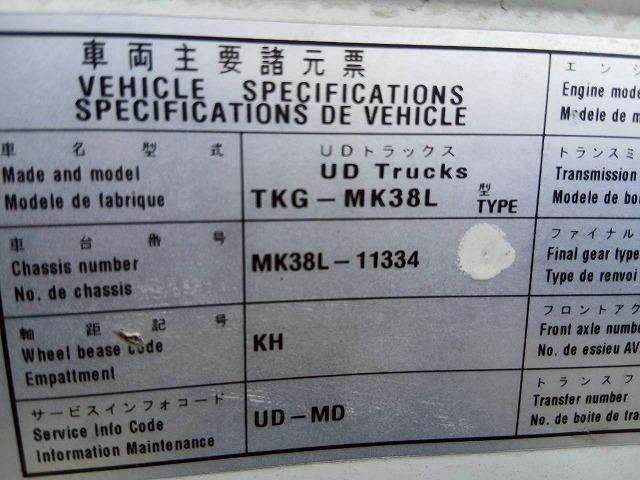 車両主要諸元票
VEHICLE SPECIFICATIONS
SPECIFICATIONS DE VEHICLE
車名型式
Made and model
Modele de fabrique
UDトラックス
UD Trucks
TKG-MK38L 型 TYPE
車台番号
Chassis number
No. de chassis
MK38L-11334
軸距記号
Wheel bease code
Empattment
KH
サービスインフォコード
Service Info Code
Information Maintenance
UD-MD
エンジ
Engine mode
Modele de m
トランスミ
Transmission
Modele de boi
ファイナル
Final gear type
Type de renvoi
フロントアク
Front axle numbe
No. de essieu AV
トランスフ
Transfer number
No. de boite de tra